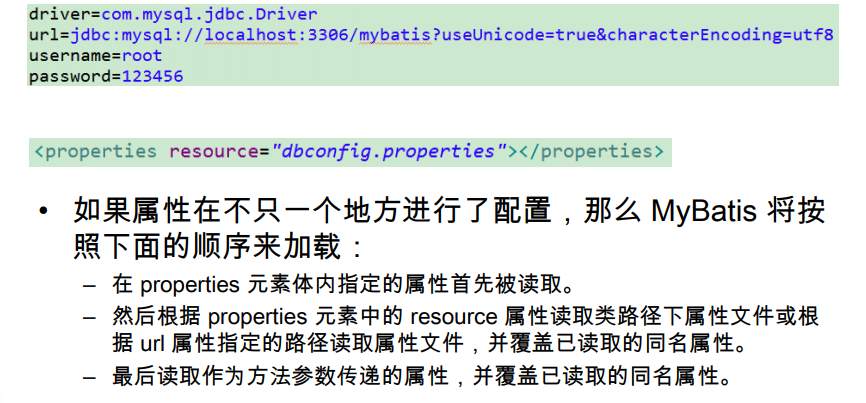 driver=com.mysql.jdbc.Driver
url=jdbc:mysql://localhost:3306/mybatis?useUnicode=true&characterEncoding=utf8
username=root
password=123456
<properties resource="dbconfig.properties"></properties>
• 如果属性在不只一个地方进行了配置，那么 MyBatis 将按
照下面的顺序来加载：
– 在 properties 元素体内指定的属性首先被读取。
– 然后根据 properties 元素中的 resource 属性读取类路径下属性文件或根
据 url 属性指定的路径读取属性文件，并覆盖已读取的同名属性。
– 最后读取作为方法参数传递的属性，并覆盖已读取的同名属性。